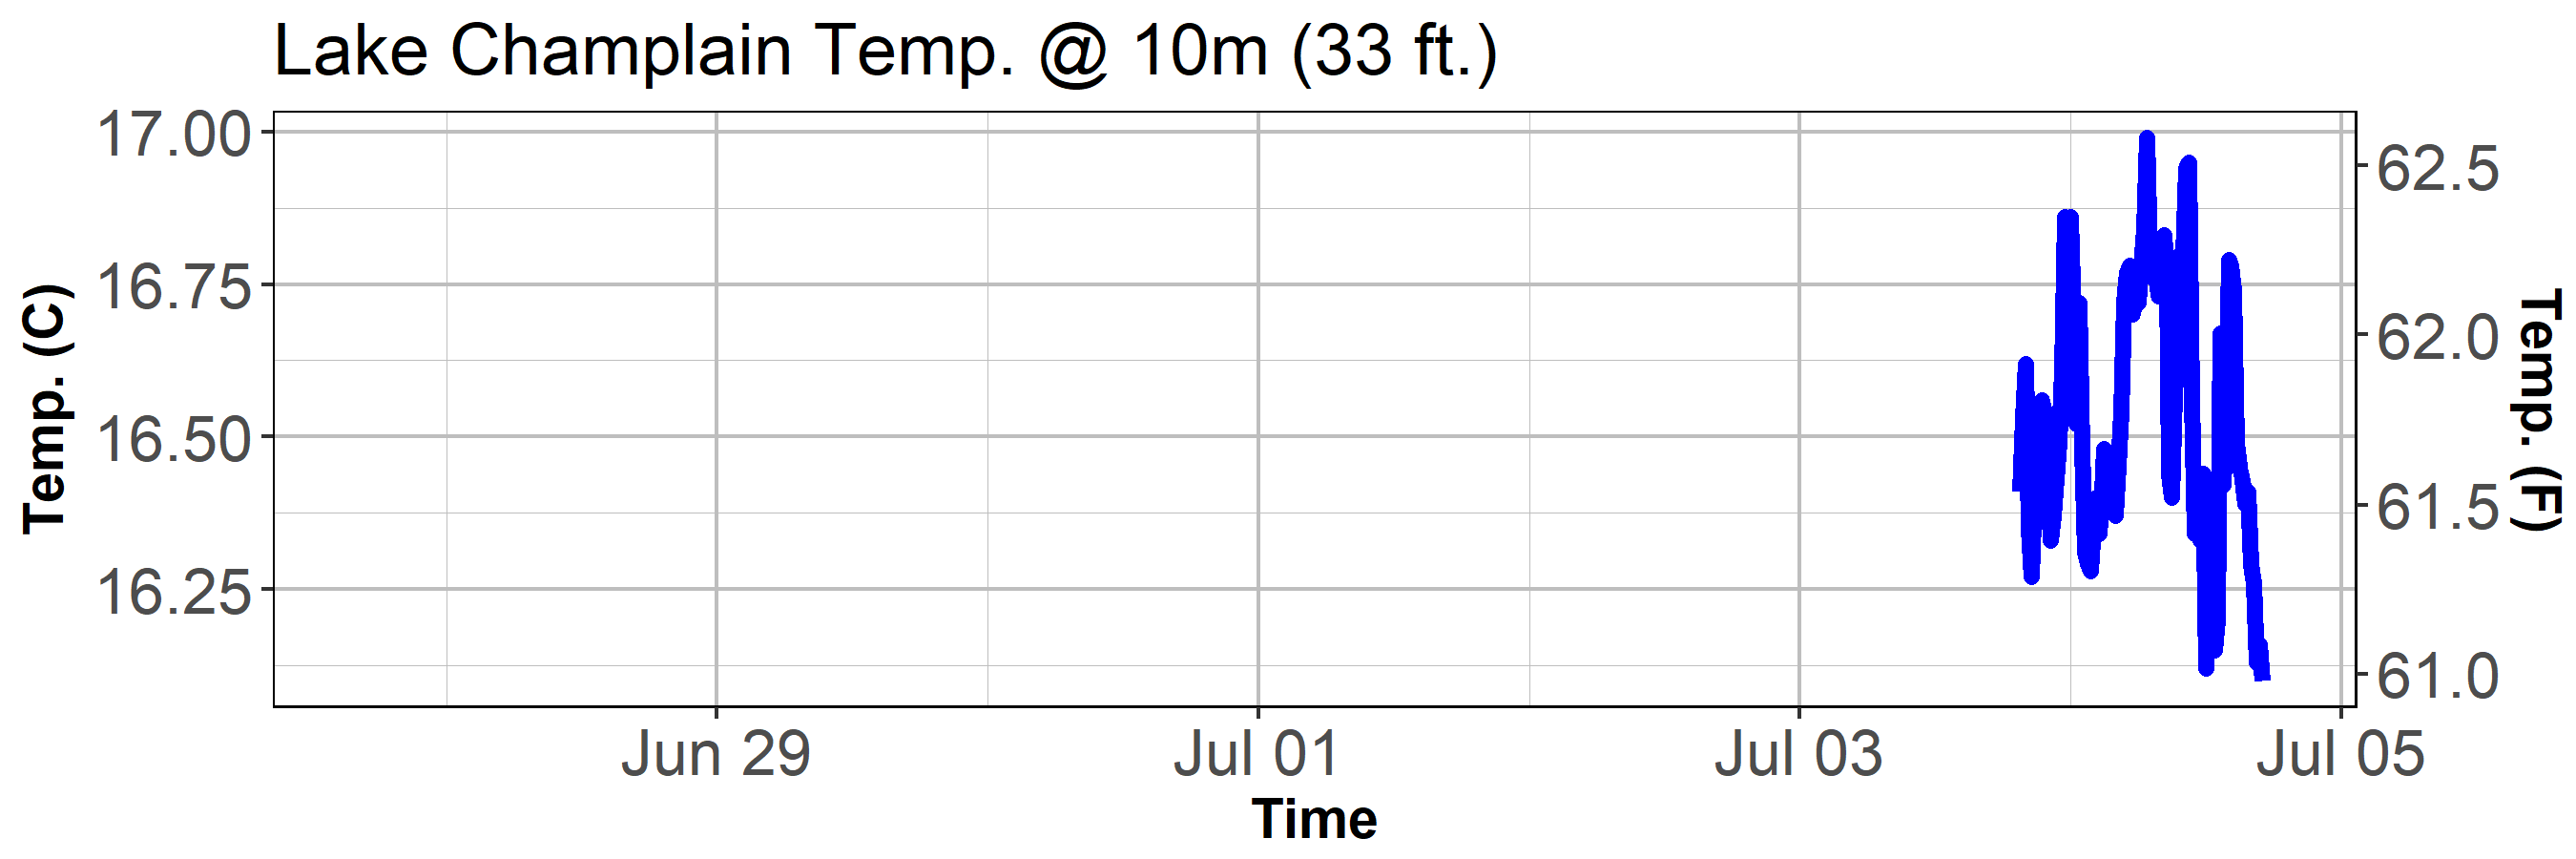 Lake Champlain Temp. @ 10m (33 ft.)
17.00
16.75
16.50
16.25
Temp. (C)
62.5
62.0
61.5
61.0
Temp. (F)
Jun 29 Jul 01 Jul 03 Jul 05
Time